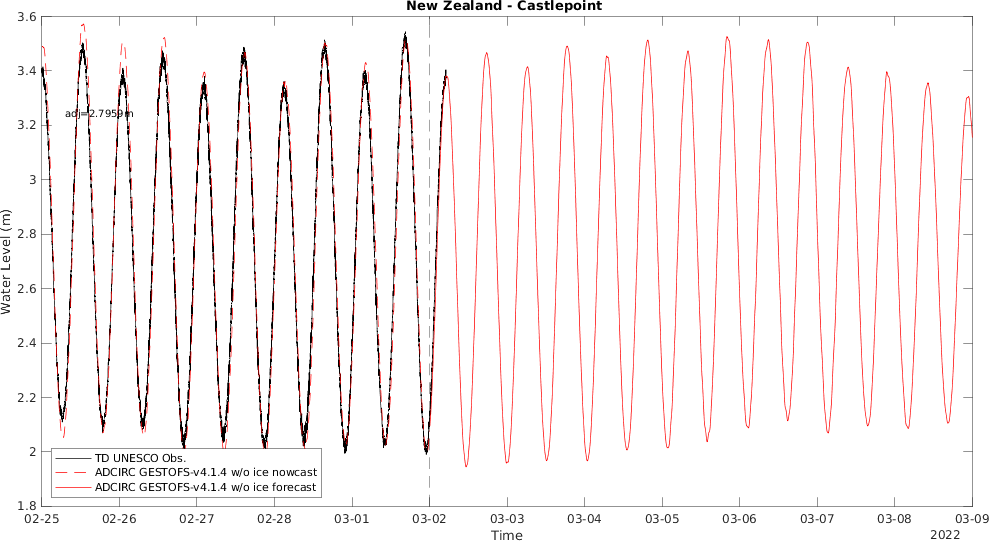 New Zealand - Castlepoint
3.6
3.4
3.2
3
2.8
2.6
2.4
2.2
2
1.8
Water Level (m)
adj=2.7959m
TD UNESCO Obs.
ADCIRC GESTOFS-v4.1.4 w/o ice nowcast
ADCIRC GESTOFS-v4.1.4 w/o ice forecast
02-25 02-26 02-27 02-28 03-01 03-02 03-03 03-04 03-05 03-06 03-07 03-08 03-09
Time
2022